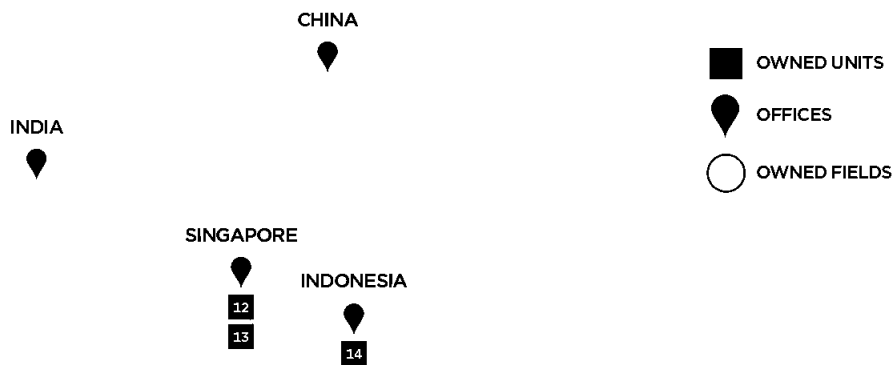 CHINA
OWNED UNITS
OFFICES
INDIA
OWNED FIELDS
SINGAPORE
INDONESIA
12
13
14